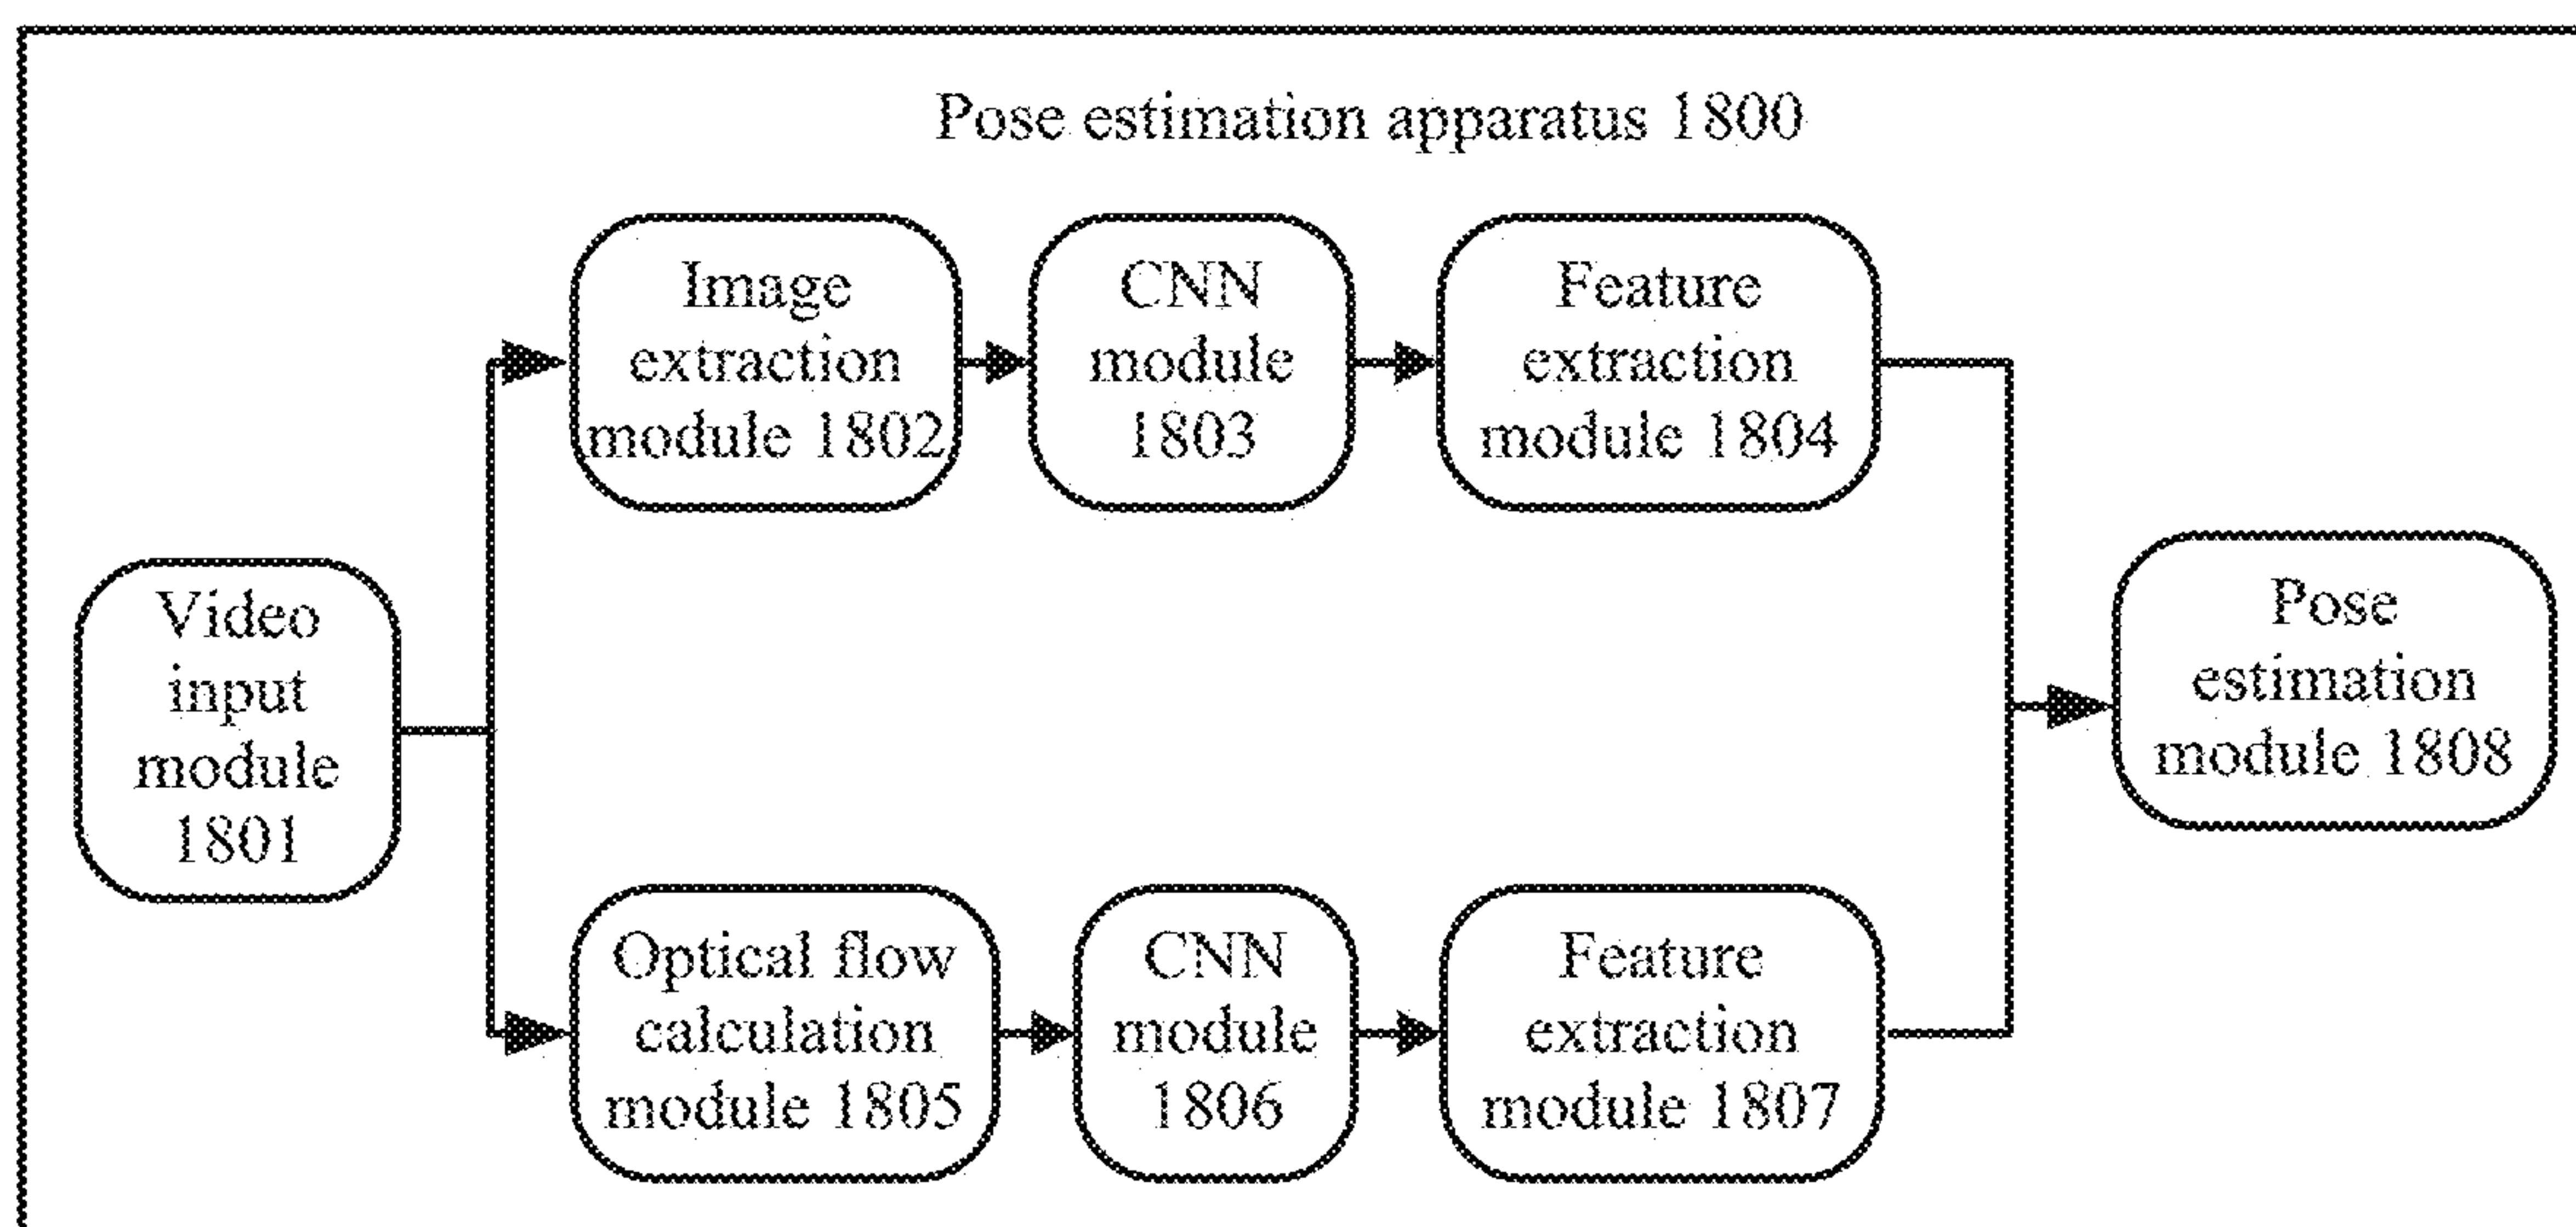 Pose estimation apparatus 1800
Image
extraction
module 1802
CNN
module
1803
Feature
extraction
module 1804
Video
input
module
1801
Pose
estimation
module 1808
Optical flow
calculation
module 1805
CNN
module
1806
Feature
extraction
module 1807